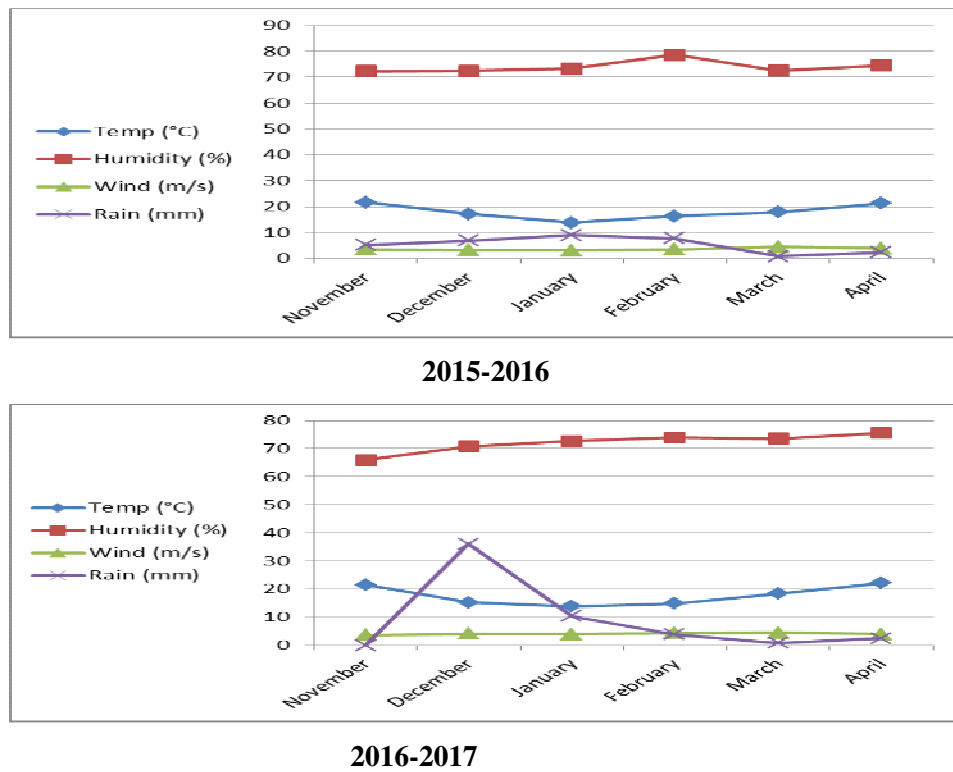 90
80
70
60
50
40
30
20
10
0
Temp (°C)
Humidity (%)
Wind (m/s)
Rain (mm)
November
December
January
February
March
April
2015-2016
80
70
60
50
40
30
20
10
0
Temp (°C)
Humidity (%)
Wind (m/s)
Rain (mm)
November
December
January
February
March
April
2016-2017